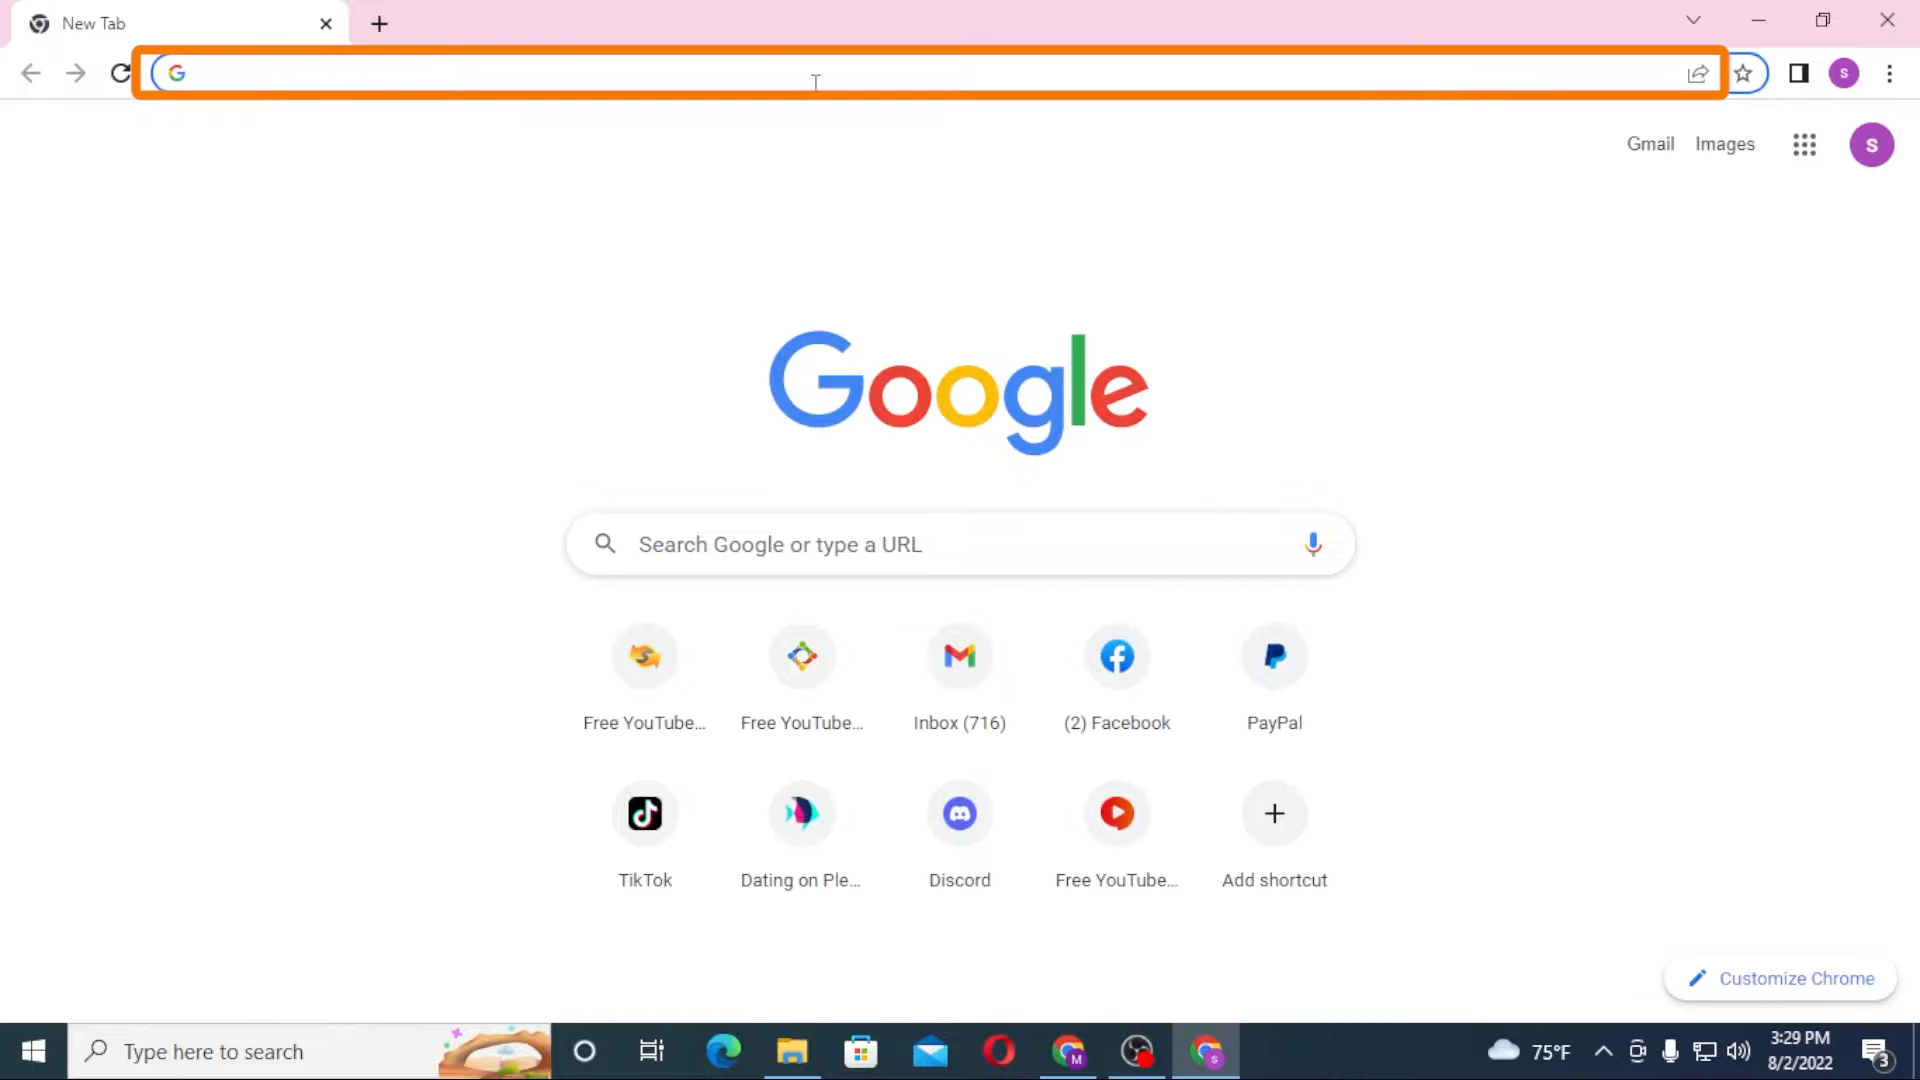 New Tab
Gmail Images
S
S
Google
Search Google or type a URL
Free YouTube... Free YouTube... Inbox (716) (2) Facebook PayPal
TikTok Dating on Ple... Discord Free YouTube... Add shortcut
Customize Chrome
Type here to search
M
S
75°F
3:29 PM
8/2/2022
3